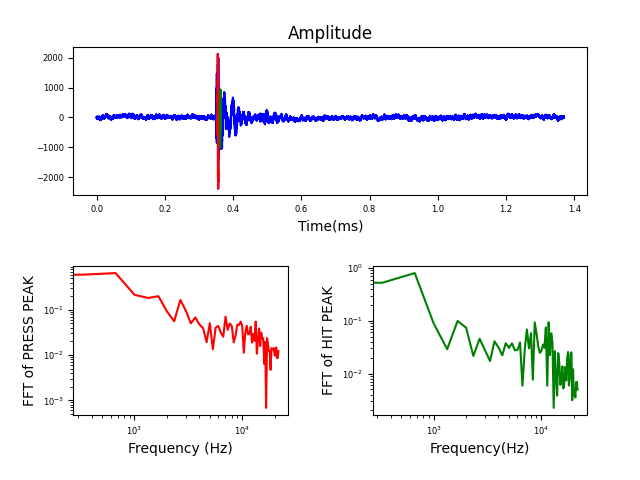 Amplitude
2000
1000
0
−1000
−2000
0.0 0.2 0.4 0.6 0.8 1.0 1.2 1.4
Time(ms)
FFT of PRESS PEAK
10⁻¹
10⁻²
10⁻³
10³ 10⁴
Frequency (Hz)
FFT of HIT PEAK
10⁰
10⁻¹
10⁻²
10³ 10⁴
Frequency(Hz)